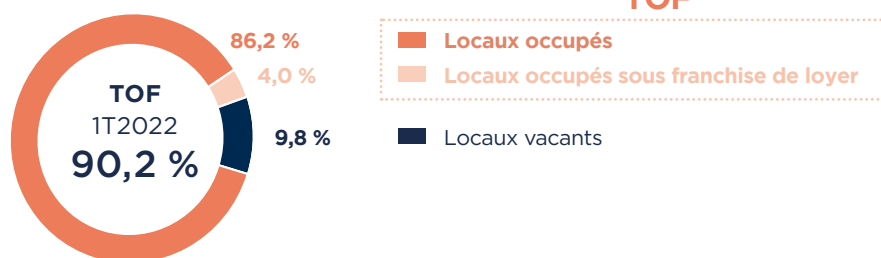 TOF
86,2 %
4,0 %
TOF
1T2022
90,2 %
9,8 %
Locaux occupés
Locaux occupés sous franchise de loyer
Locaux vacants